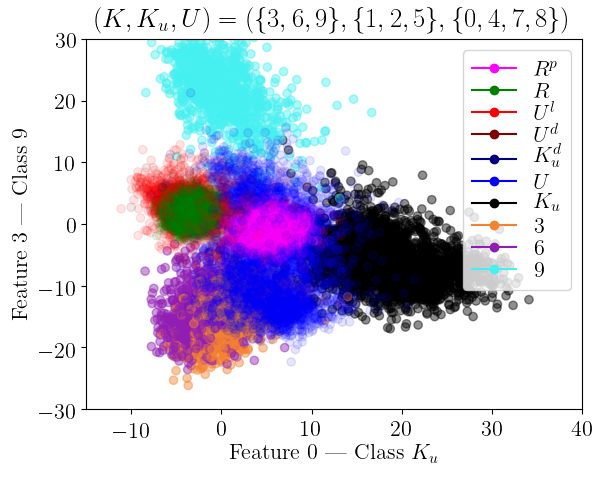 (K, K_u, U) = ({3, 6, 9}, {1, 2, 5}, {0, 4, 7, 8})
30
20
10
0
−10
−20
−30
Feature 3 — Class 9
R^p
R
U^l
U^d
K_u^d
U
K_u
3
6
9
−10 0 10 20 30 40
Feature 0 — Class K_u